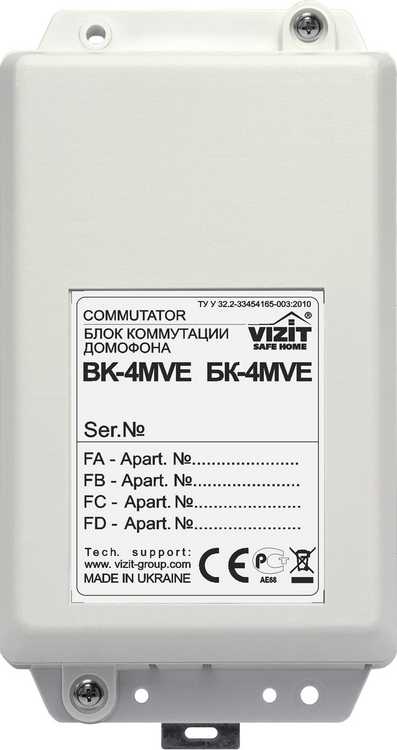 ТУ У 32.2-33454165-003:2010
COMMUTATOR
БЛОК КОММУТАЦИИ
ДОМОФОНА
VIZIT ®
SAFE HOME
BK-4MVE БК-4MVE
Ser.№
FA - Apart. №........................
FB - Apart. №........................
FC - Apart. №........................
FD - Apart. №........................
Tech. support:
www. vizit-group.com
MADE IN UKRAINE
CE
РСТ
АЕ68